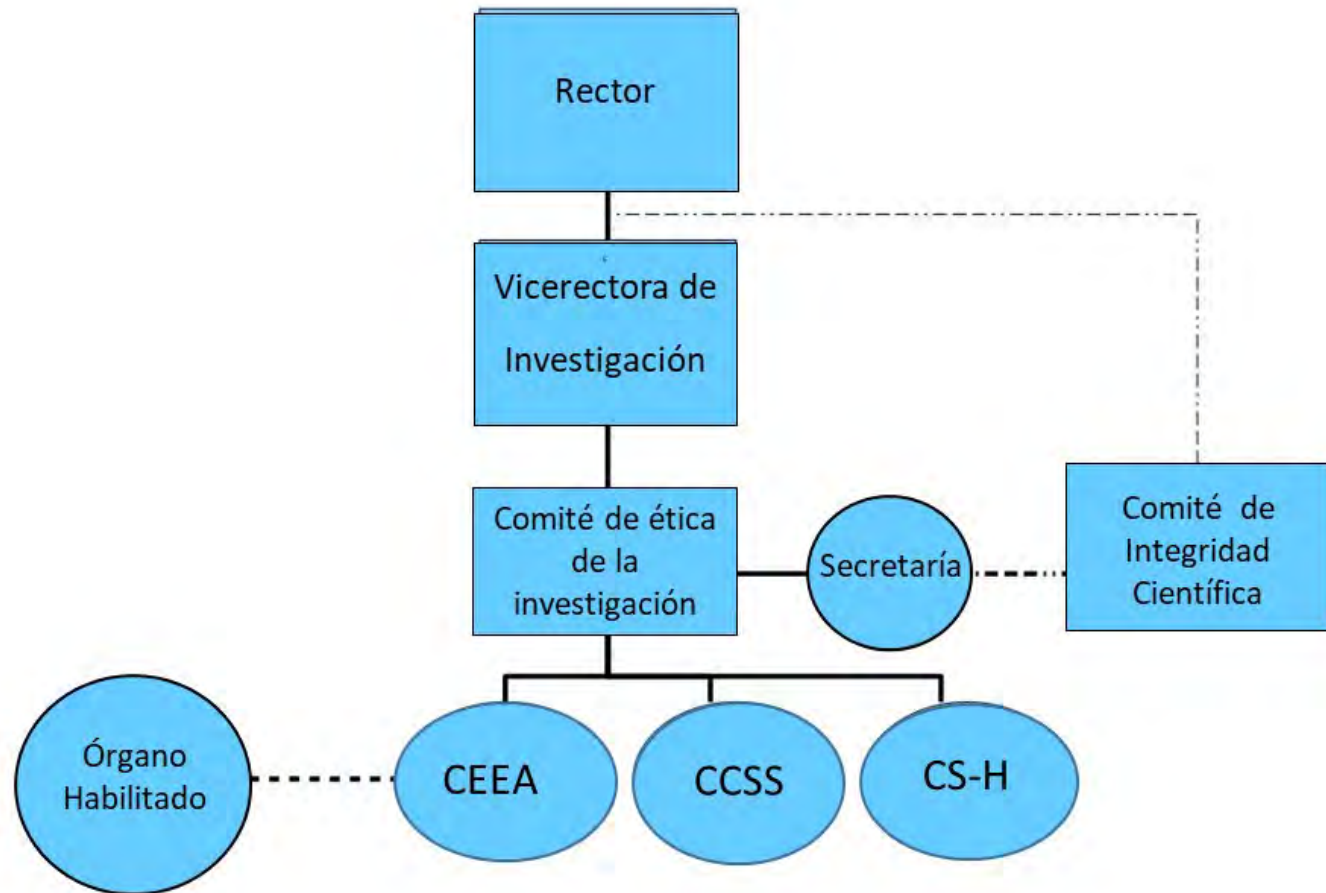 Rector
Vicerectora de
Investigación
Comité de ética
de la
investigación
Secretaría
Comité de
Integridad
Científica
Órgano
Habilitado
CEEA
CCSS
CS-H